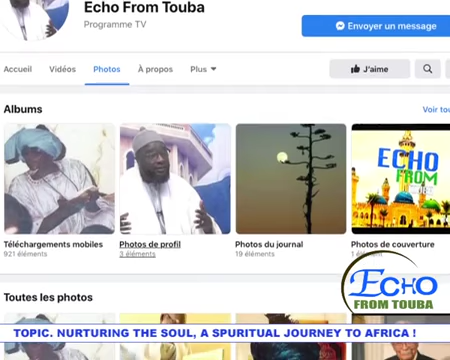 Echo From Touba
Programme TV
Envoyer un message
Accueil
Vidéos
Photos
À propos
Plus
J'aime
Albums
Voir tou
ECHO
FROM
Téléchargements mobiles
921 éléments
Photos de profil
3 éléments
Photos du journal
19 éléments
Photos de couverture
Toutes les photos
ECHO
FROM TOUBA
TOPIC. NURTURING THE SOUL, A SPURITUAL JOURNEY TO AFRICA !